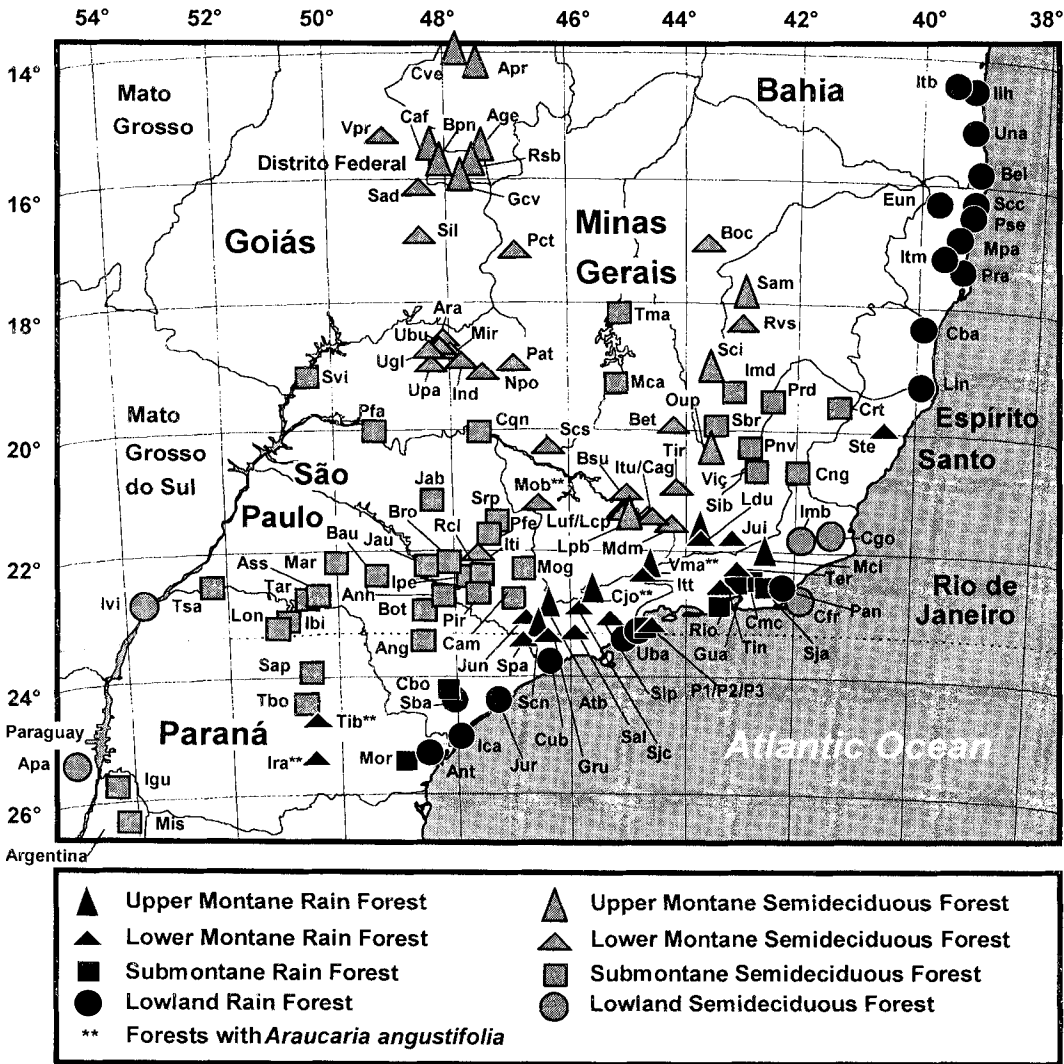 54° 52° 50° 48° 46° 44° 42° 40° 38°
14°
16°
18°
20°
22°
24°
26°
Mato
Grosso
Cve
Apr
Bahia
Itb
Ilh
Vpr
Caf
Bpn
Age
Una
Distrito Federal
Rsb
Bel
Sad
Gcv
Eun
Scc
Goiás
Sil
Pct
Minas
Gerais
Boc
Pse
Mpa
Itm
Pra
Sam
Tma
Rvs
Cba
Ara
Ubu
Mir
Ugl
Pat
Upa
Ind
Npo
Svi
Mca
Sci
Imd
Prd
Lin
Oup
Crt
Espírito
Santo
Mato
Grosso
do Sul
Pfa
Cqn
Scs
Bet
Sbr
Ste
Pnv
São
Paulo
Bsu
Itu/Cag
Tir
Viç
Sib
Ldu
Cng
Jab
Mob**
Srp
Bro
Rcl
Pfe
Luf/Lcp
Lpb
Mdm
Jui
Imb
Cgo
Bau
Jau
Iti
Mog
Vma**
Mcl
Ass
Mar
Ipe
Itt
Ter
Rio de
Janeiro
Ivi
Tsa
Tar
Anh
Cjo**
Pan
Lon
Ibi
Bot
Pir
Cam
Rio
Cmc
Cfr
Ang
Jun
Spa
Uba
Gua
Tin
Sja
Sap
Cbo
Sba
Scn
Atb
Slp
P1/P2/P3
Tbo
Tib**
Sal
Paraguay
Paraná
Cub
Sjc
Atlantic Ocean
Apa
Ira**
Mor
Ica
Jur
Gru
Igu
Ant
Mis
Argentina
Upper Montane Rain Forest
Lower Montane Rain Forest
Submontane Rain Forest
Lowland Rain Forest
** Forests with Araucaria angustifolia
Upper Montane Semideciduous Forest
Lower Montane Semideciduous Forest
Submontane Semideciduous Forest
Lowland Semideciduous Forest